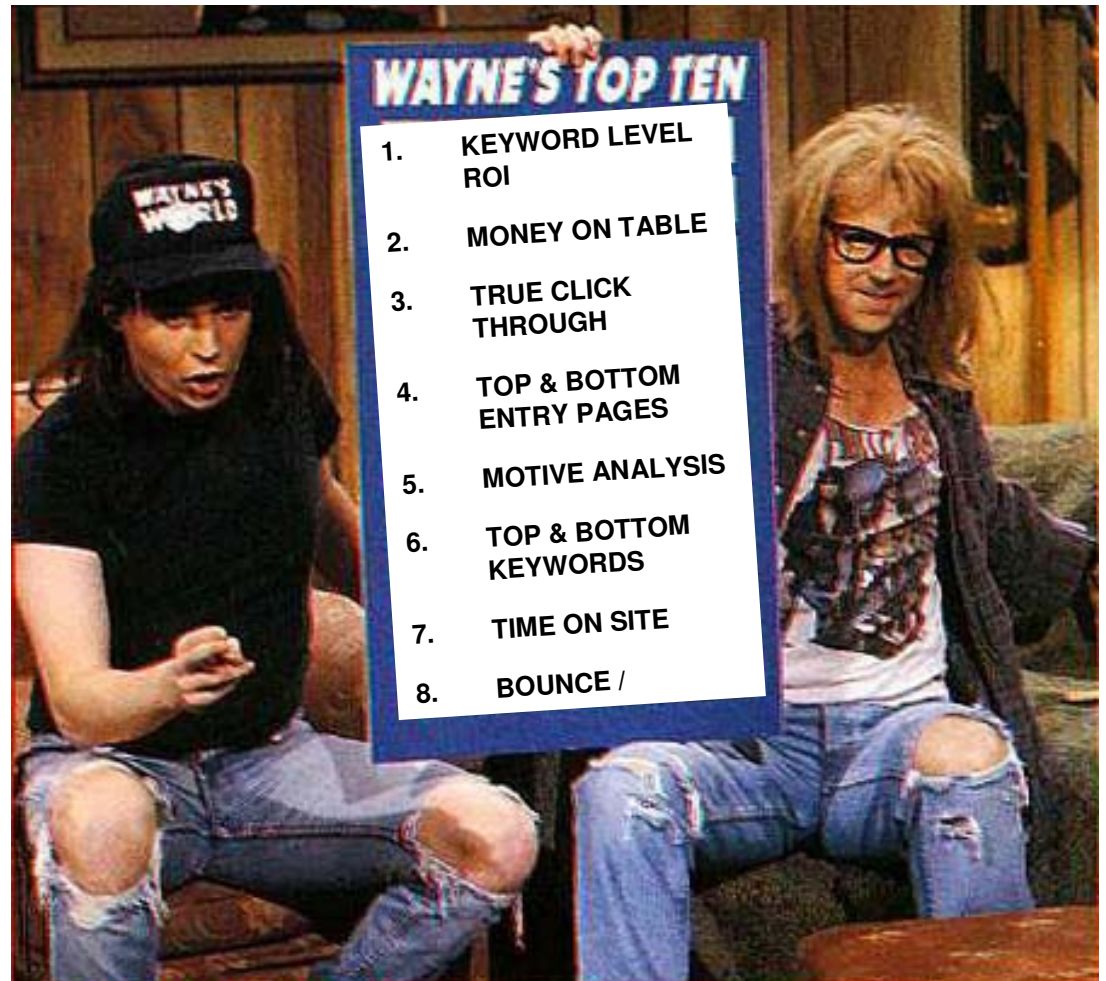 WAYNE'S TOP TEN
WAYNE'S
WORLD
1. KEYWORD LEVEL
ROI
2. MONEY ON TABLE
3. TRUE CLICK
THROUGH
4. TOP & BOTTOM
ENTRY PAGES
5. MOTIVE ANALYSIS
6. TOP & BOTTOM
KEYWORDS
7. TIME ON SITE
8. BOUNCE /